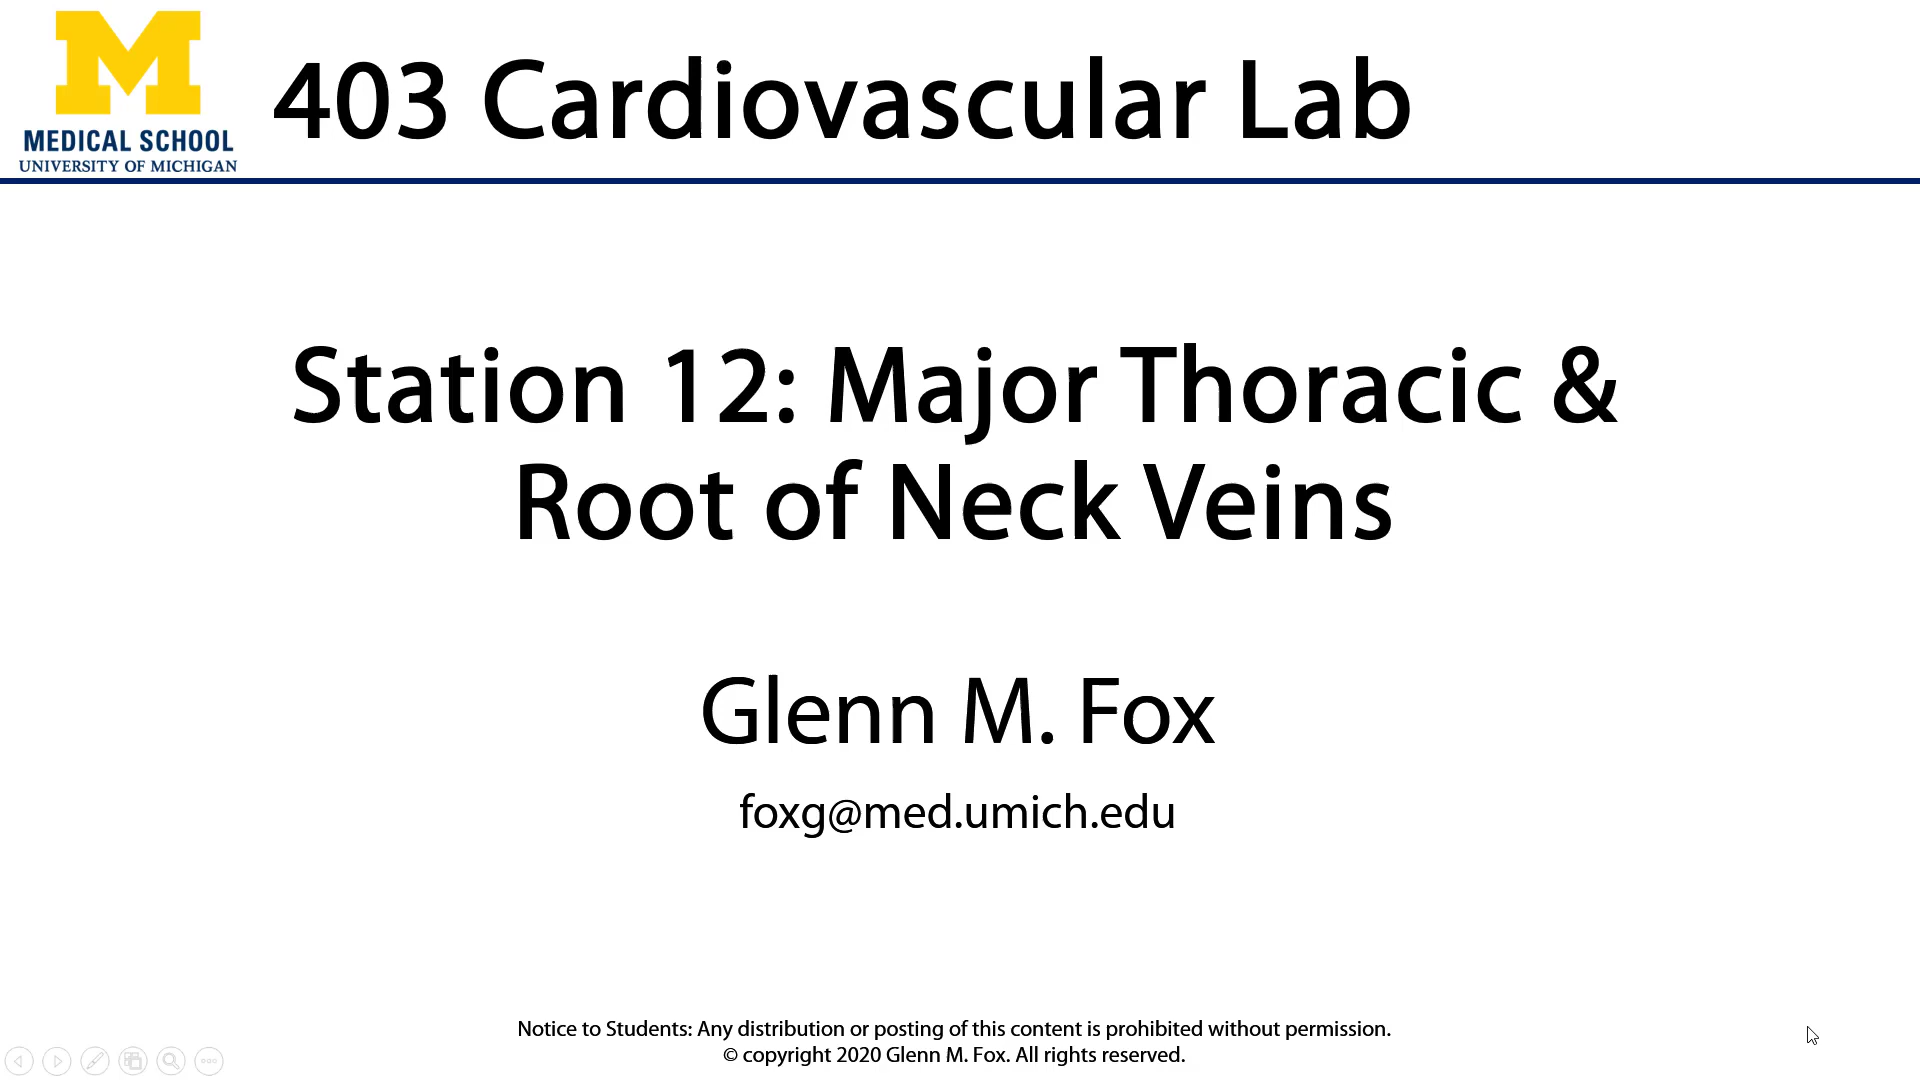 M
MEDICAL SCHOOL
UNIVERSITY OF MICHIGAN
403 Cardiovascular Lab
Station 12: Major Thoracic &
Root of Neck Veins
Glenn M. Fox
foxg@med.umich.edu
Notice to Students: Any distribution or posting of this content is prohibited without permission.
© copyright 2020 Glenn M. Fox. All rights reserved.